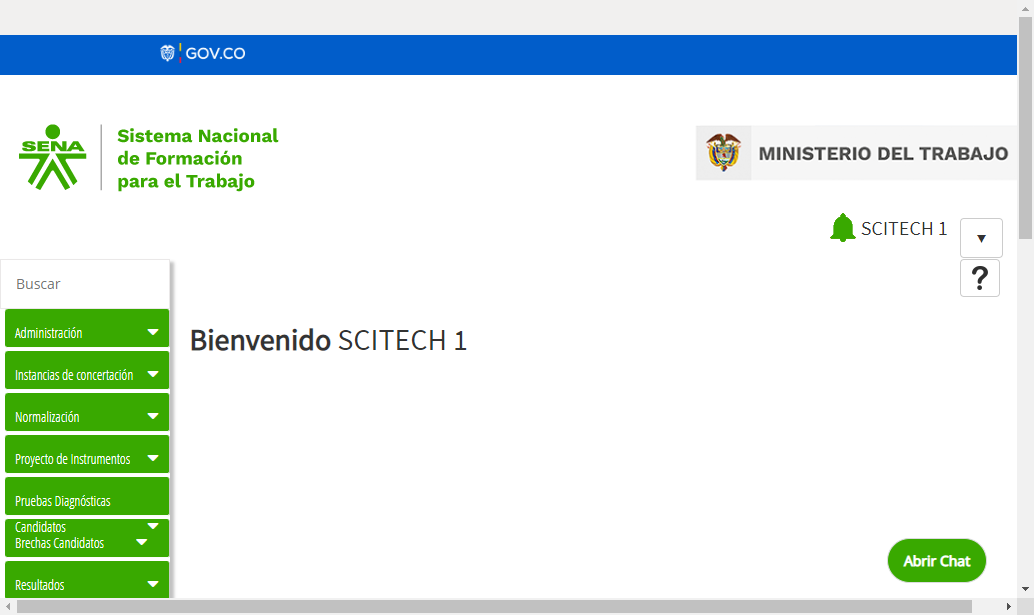 GOV.CO
SENA
Sistema Nacional
de Formación
para el Trabajo
MINISTERIO DEL TRABAJO
SCITECH 1
?
Buscar
Administración
Instancias de concertación
Normalización
Proyecto de Instrumentos
Pruebas Diagnósticas
Candidatos
Brechas Candidatos
Resultados
Bienvenido SCITECH 1
Abrir Chat